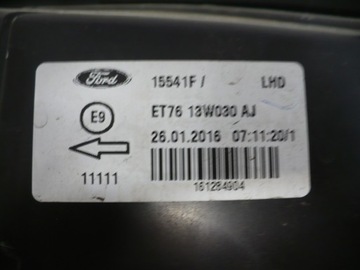 Ford
15541F / - LHD
E9
ET76 13W030 AJ
26.01.2016 07:11:20/1
11111
161284904